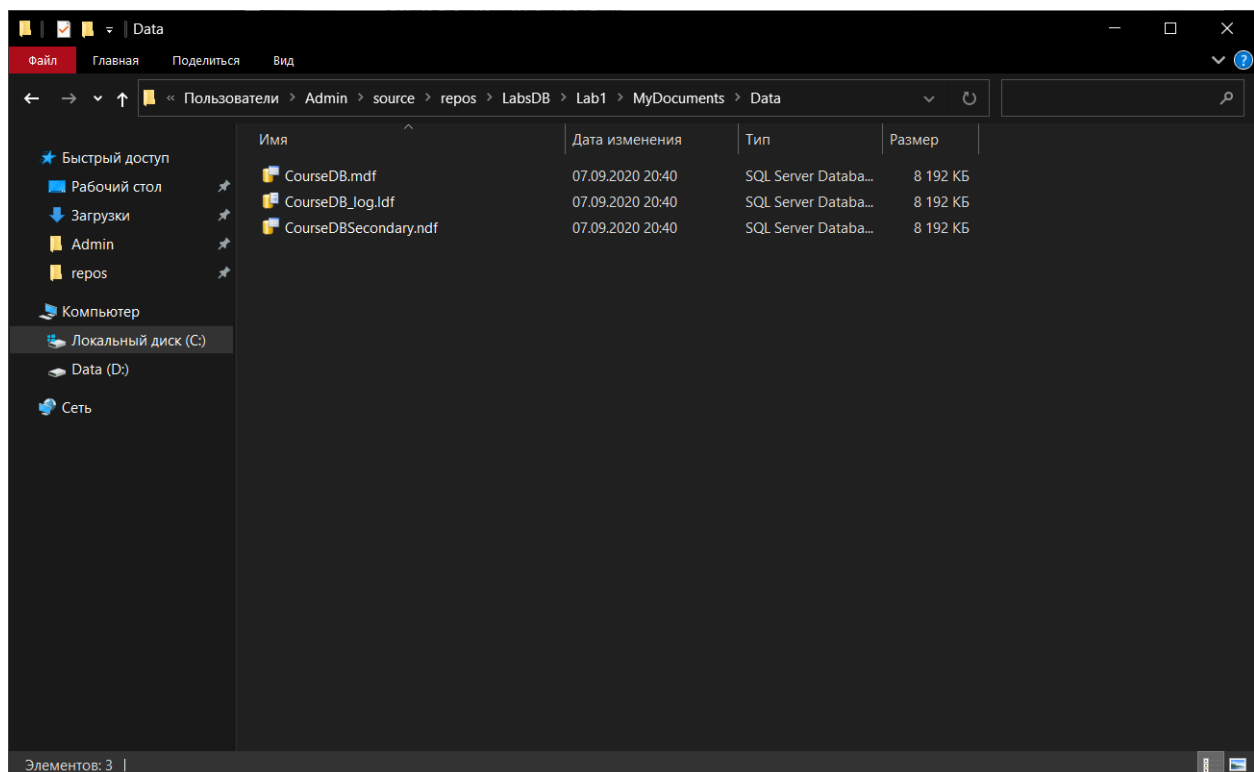 Data
Файл Главная Поделиться Вид
« Пользователи > Admin > source > repos > LabsDB > Lab1 > MyDocuments > Data
Имя Дата изменения Тип Размер
Быстрый доступ
Рабочий стол
Загрузки
Admin
repos
Компьютер
Локальный диск (C:)
Data (D:)
Сеть
CourseDB.mdf 07.09.2020 20:40 SQL Server Databa... 8 192 КБ
CourseDB_log.ldf 07.09.2020 20:40 SQL Server Databa... 8 192 КБ
CourseDBSecondary.ndf 07.09.2020 20:40 SQL Server Databa... 8 192 КБ
Элементов: 3